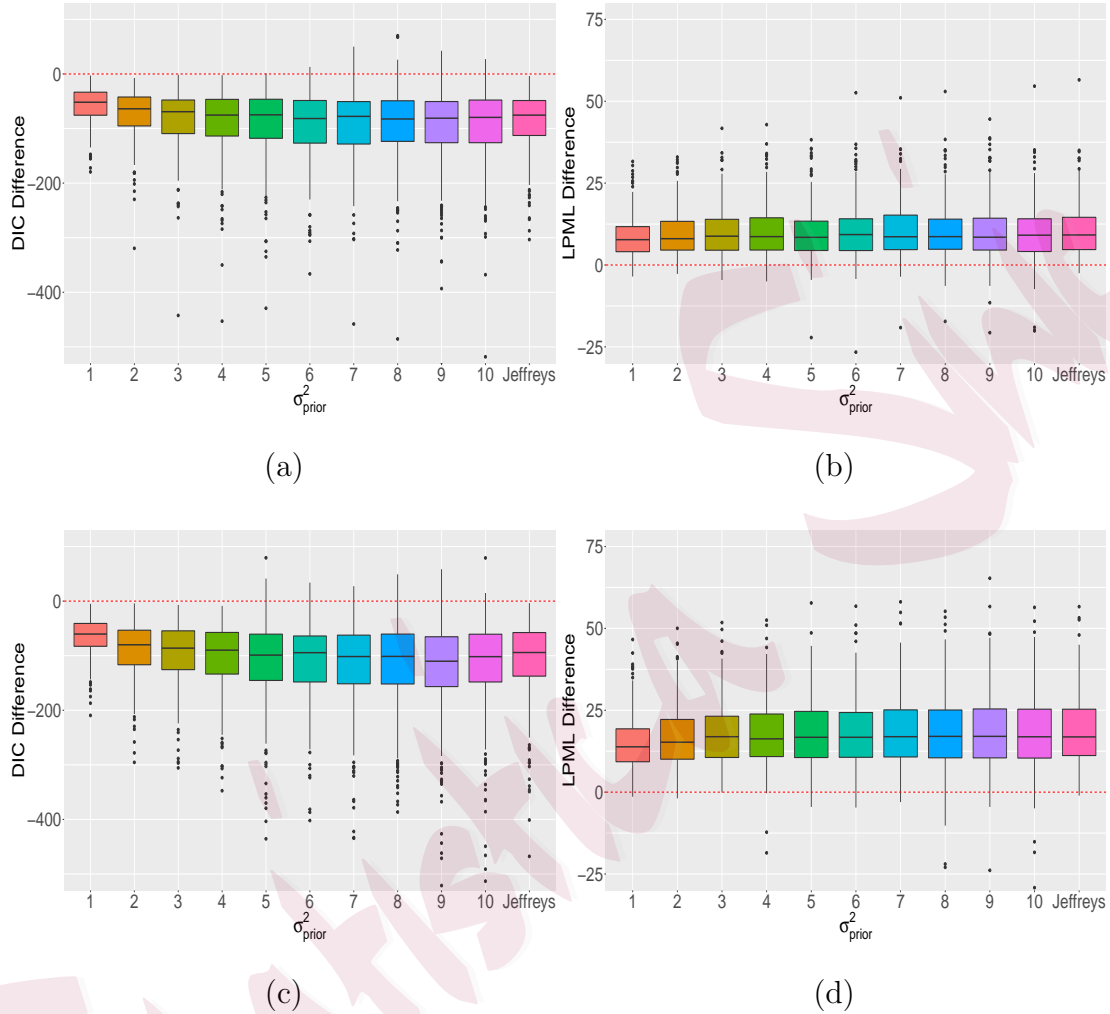 DIC Difference
0
−200
−400
1 2 3 4 5 6 7 8 9 10 Jeffreys
σ²prior
(a)
LPML Difference
75
50
25
0
−25
1 2 3 4 5 6 7 8 9 10 Jeffreys
σ²prior
(b)
DIC Difference
0
−200
−400
1 2 3 4 5 6 7 8 9 10 Jeffreys
σ²prior
(c)
LPML Difference
75
50
25
0
−25
1 2 3 4 5 6 7 8 9 10 Jeffreys
σ²prior
(d)